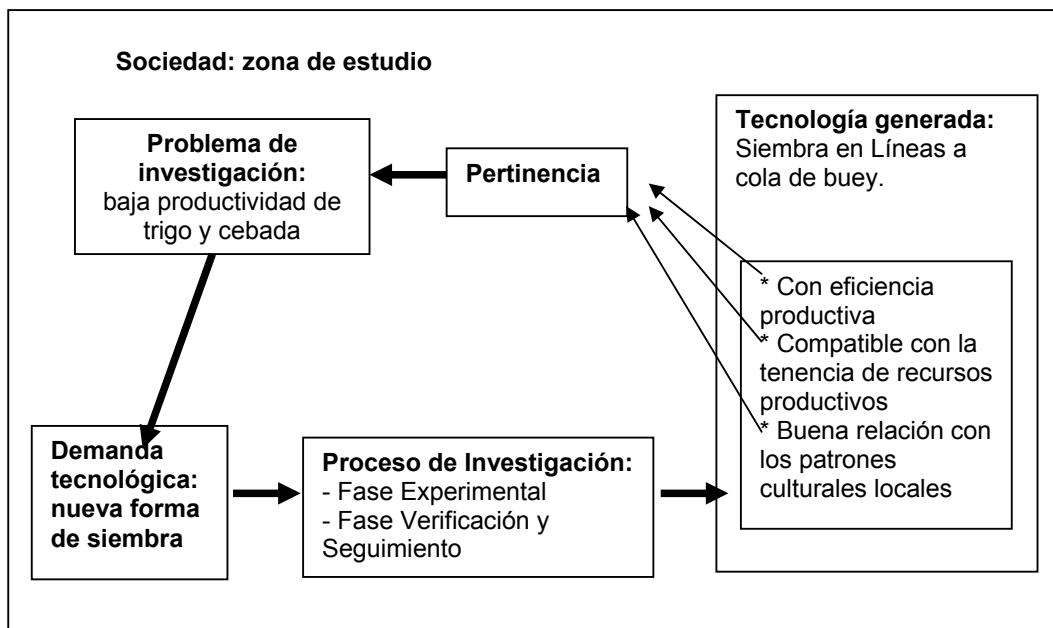 Sociedad: zona de estudio
Problema de
investigación:
baja productividad de
trigo y cebada
Pertinencia
Tecnología generada:
Siembra en Líneas a
cola de buey.
* Con eficiencia
productiva
* Compatible con la
tenencia de recursos
productivos
* Buena relación con
los patrones
culturales locales
Demanda
tecnológica:
nueva forma
de siembra
Proceso de Investigación:
- Fase Experimental
- Fase Verificación y
Seguimiento